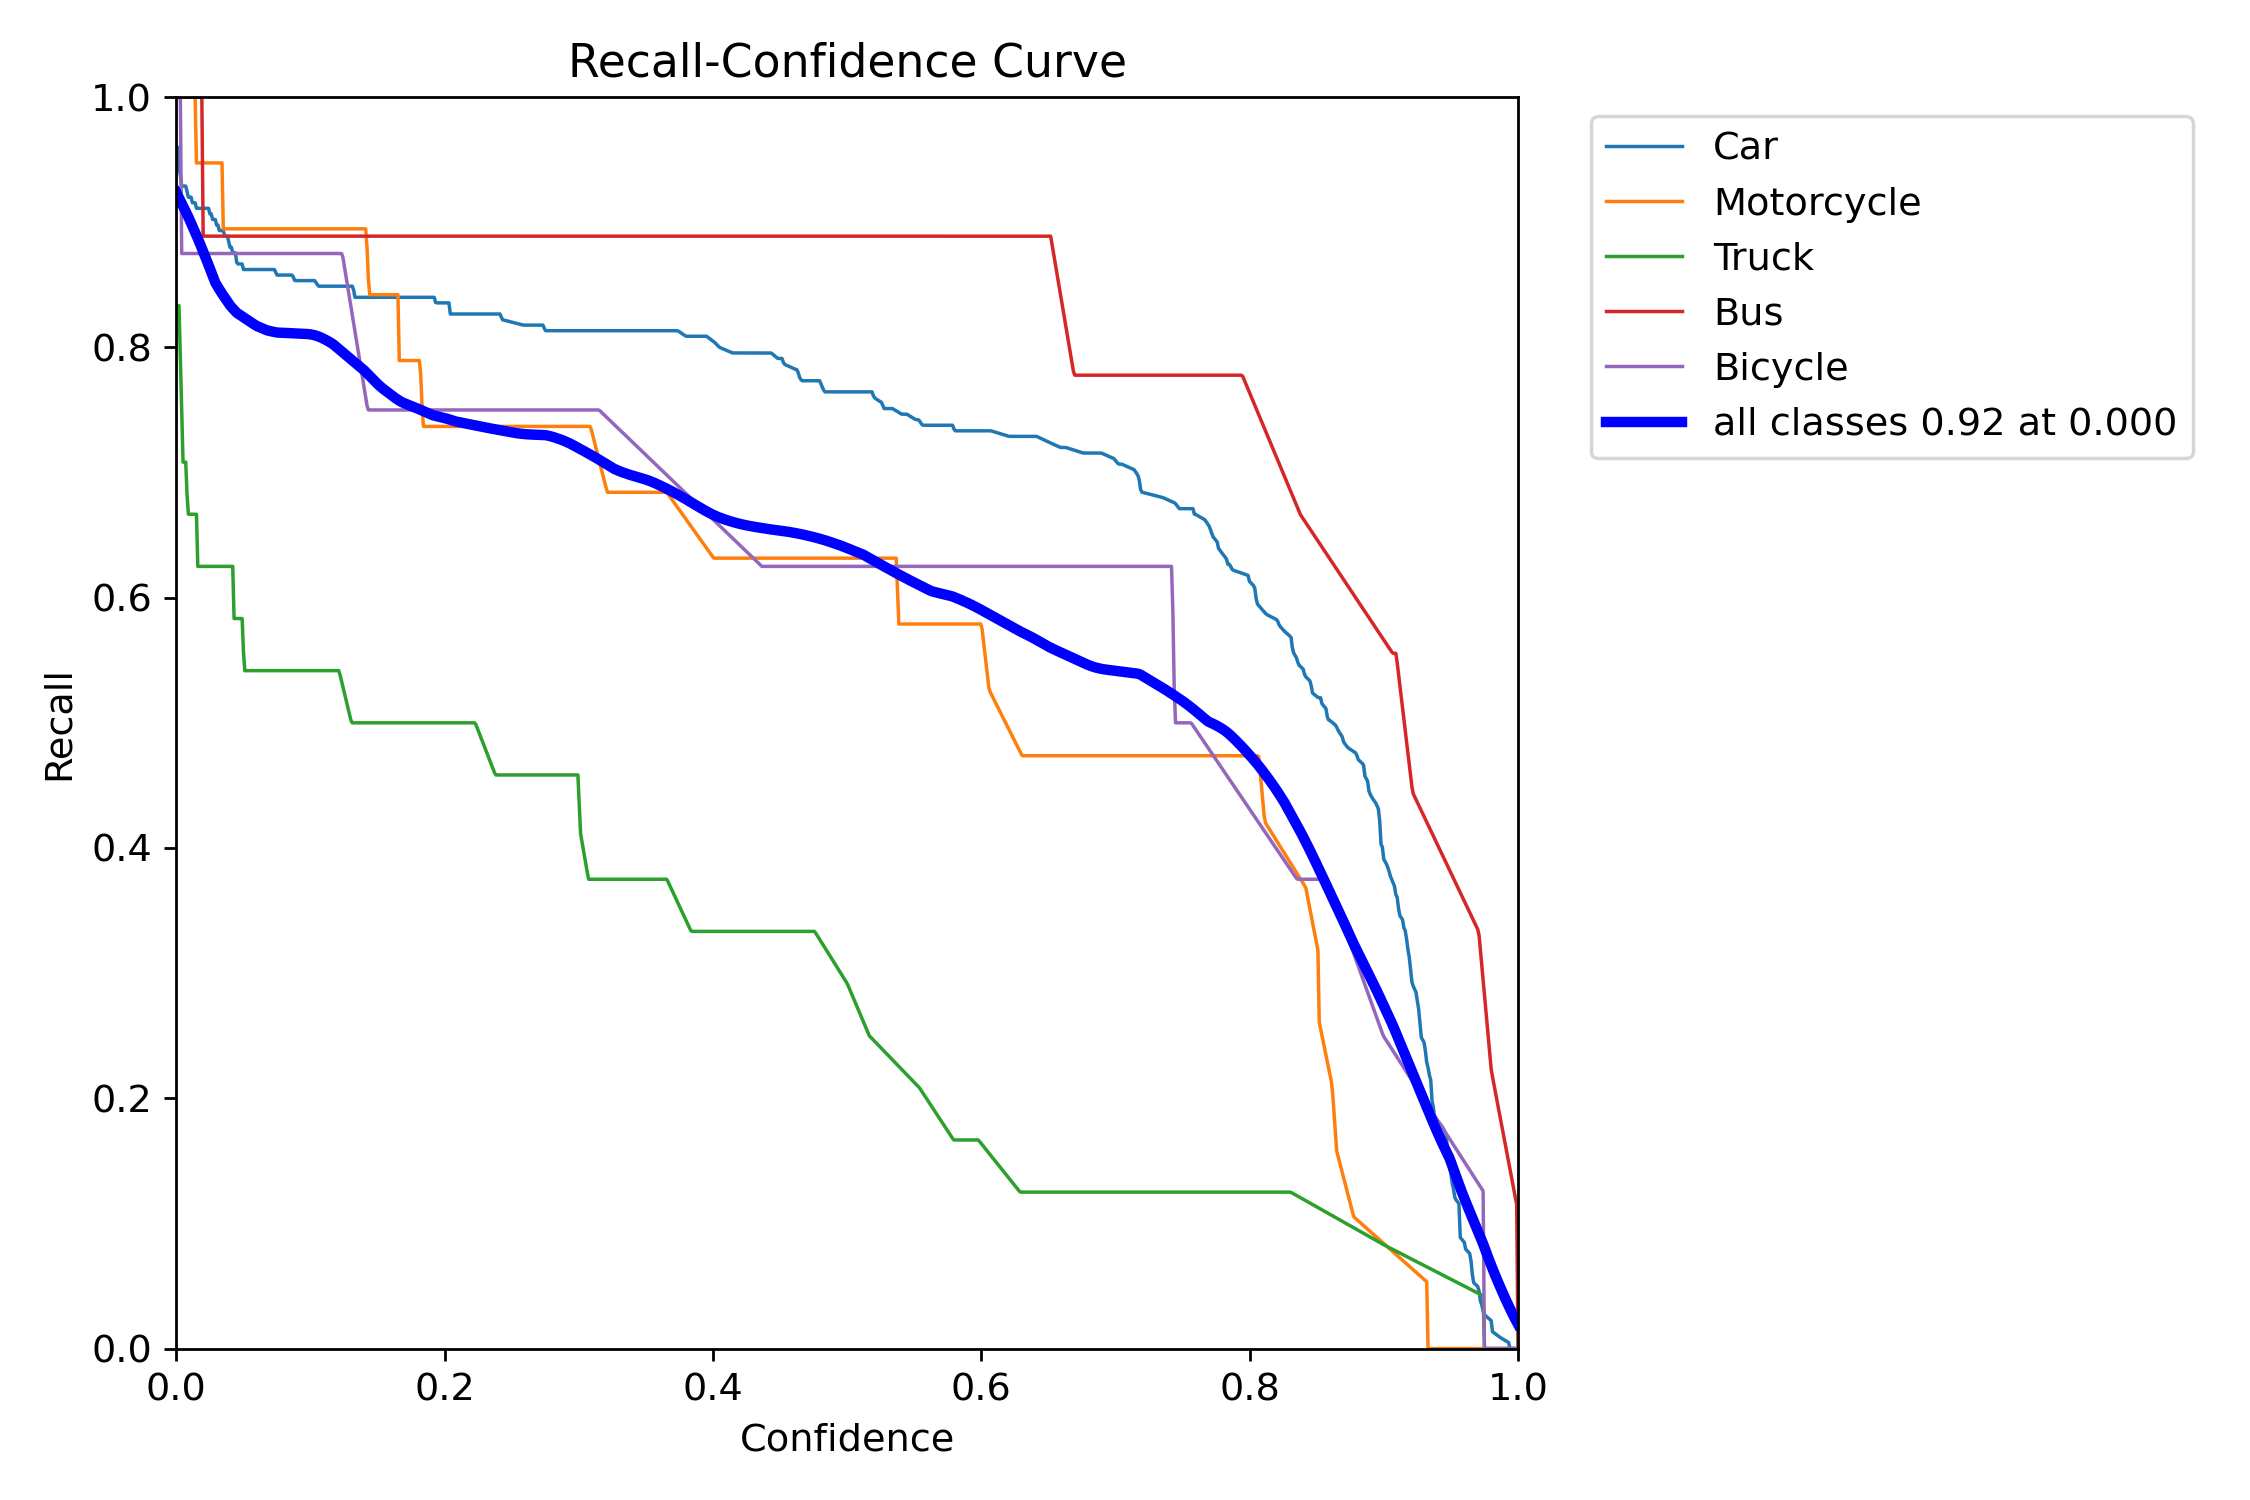 Recall-Confidence Curve
1.0
0.8
0.6
0.4
0.2
0.0
Recall
0.0 0.2 0.4 0.6 0.8 1.0
Confidence
Car
Motorcycle
Truck
Bus
Bicycle
all classes 0.92 at 0.000